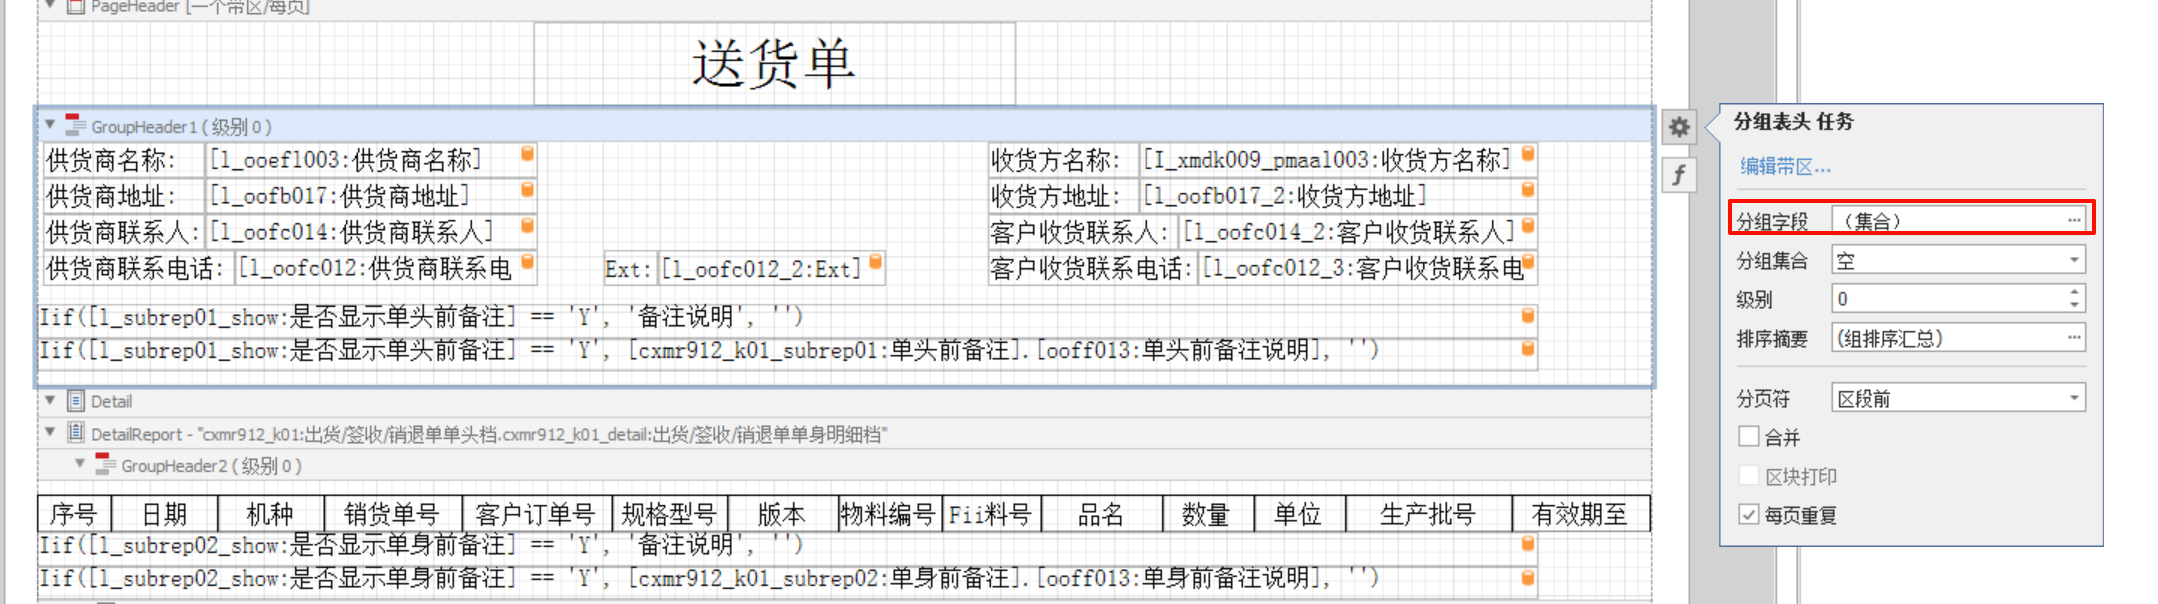 PageHeader [一个带区/每页]
送货单
GroupHeader1 ( 级别 0 )
供货商名称: [l_ooefl003:供货商名称] 收货方名称: [I_xmdk009_pmaal003:收货方名称]
供货商地址: [l_oofb017:供货商地址] 收货方地址: [l_oofb017_2:收货方地址]
供货商联系人: [l_oofc014:供货商联系人] 客户收货联系人: [l_oofc014_2:客户收货联系人]
供货商联系电话: [l_oofc012:供货商联系电 Ext: [l_oofc012_2:Ext] 客户收货联系电话: [l_oofc012_3:客户收货联系电
Iif([l_subrep01_show:是否显示单头前备注] == 'Y', '备注说明', '')
Iif([l_subrep01_show:是否显示单头前备注] == 'Y', [cxmr912_k01_subrep01:单头前备注].[ooff013:单头前备注说明], '')
Detail
DetailReport - "cxmr912_k01:出货/签收/销退单单头档.cxmr912_k01_detail:出货/签收/销退单单身明细档"
GroupHeader2 ( 级别 0 )
序号 日期 机种 销货单号 客户订单号 规格型号 版本 物料编号 Fii料号 品名 数量 单位 生产批号 有效期至
Iif([l_subrep02_show:是否显示单身前备注] == 'Y', '备注说明', '')
Iif([l_subrep02_show:是否显示单身前备注] == 'Y', [cxmr912_k01_subrep02:单身前备注].[ooff013:单身前备注说明], '')
f
分组表头 任务
编辑带区...
分组字段 （集合） ...
分组集合 空
级别 0
排序摘要 (组排序汇总) ...
分页符 区段前
合并
区块打印
每页重复